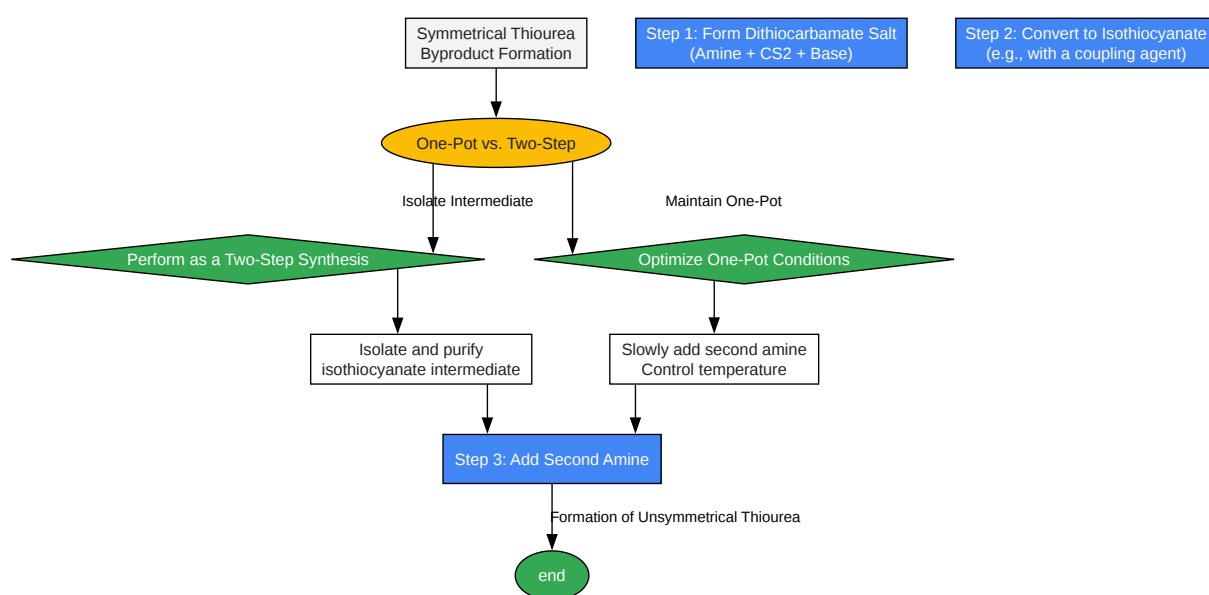 Symmetrical Thiourea
Byproduct Formation
Step 1: Form Dithiocarbamate Salt
(Amine + CS2 + Base)
Step 2: Convert to Isothiocyanate
(e.g., with a coupling agent)
One-Pot vs. Two-Step
Isolate Intermediate
Maintain One-Pot
Perform as a Two-Step Synthesis
Optimize One-Pot Conditions
Isolate and purify
isothiocyanate intermediate
Slowly add second amine
Control temperature
Step 3: Add Second Amine
Formation of Unsymmetrical Thiourea
end